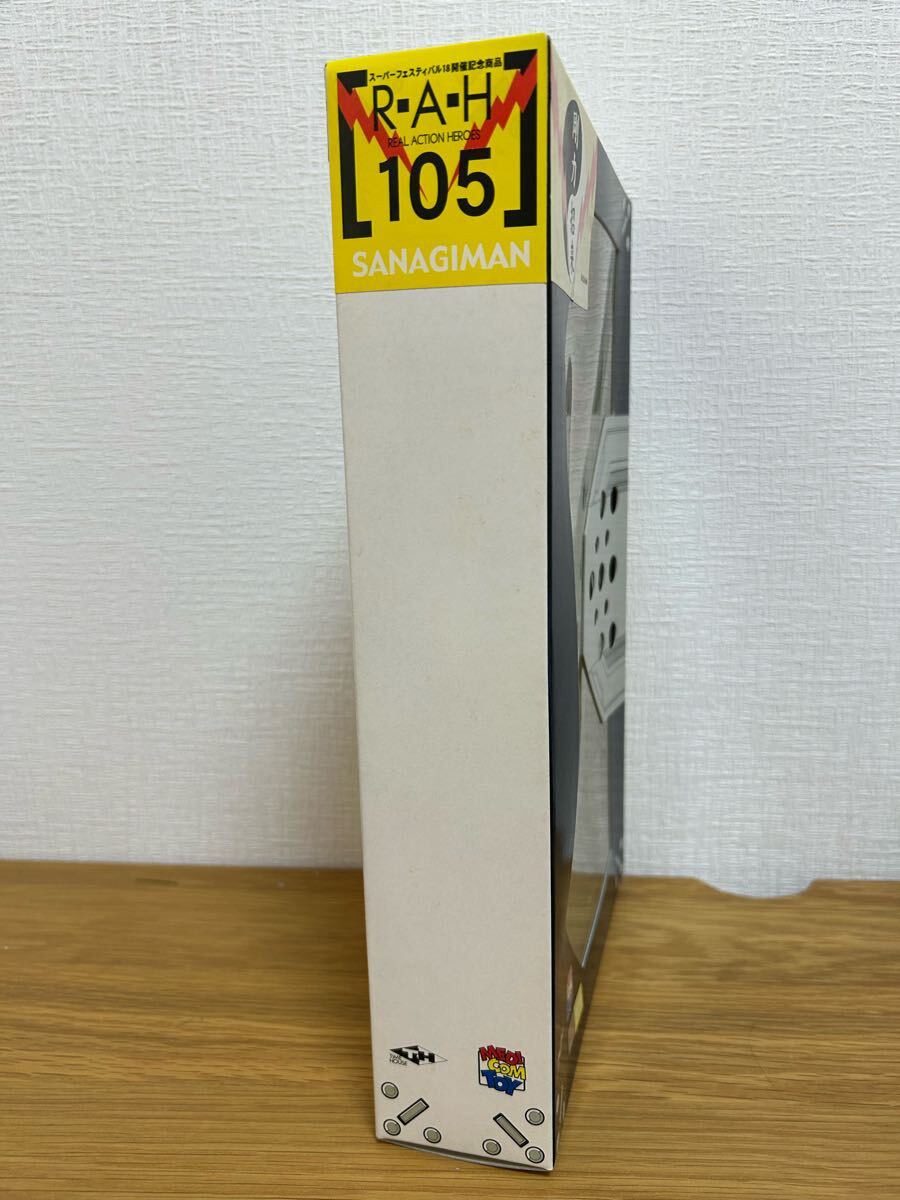 スーパーフェスティバル18開催記念商品
R・A・H
REAL ACTION HEROES
[105]
SANAGIMAN
TH
TIME HOUSE
MEDI
COM
TOY